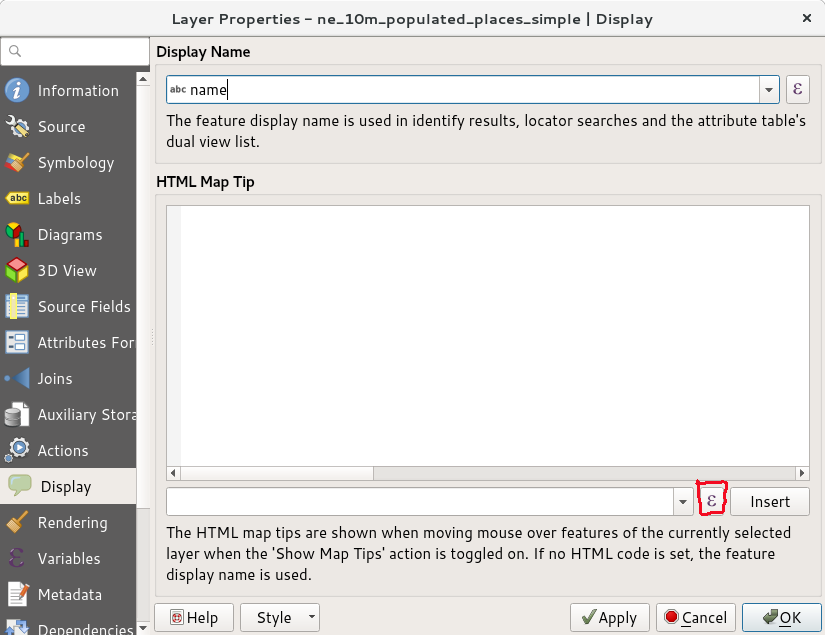 Layer Properties – ne_10m_populated_places_simple | Display
Information
Source
Symbology
abc Labels
Diagrams
3D View
Source Fields
Attributes For
Joins
Auxiliary Stora
Actions
Display
Rendering
Variables
Metadata
Dependencies
Display Name
abc name
ε
The feature display name is used in identify results, locator searches and the attribute table's
dual view list.
HTML Map Tip
ε Insert
The HTML map tips are shown when moving mouse over features of the currently selected
layer when the 'Show Map Tips' action is toggled on. If no HTML code is set, the feature
display name is used.
Help Style Apply Cancel OK